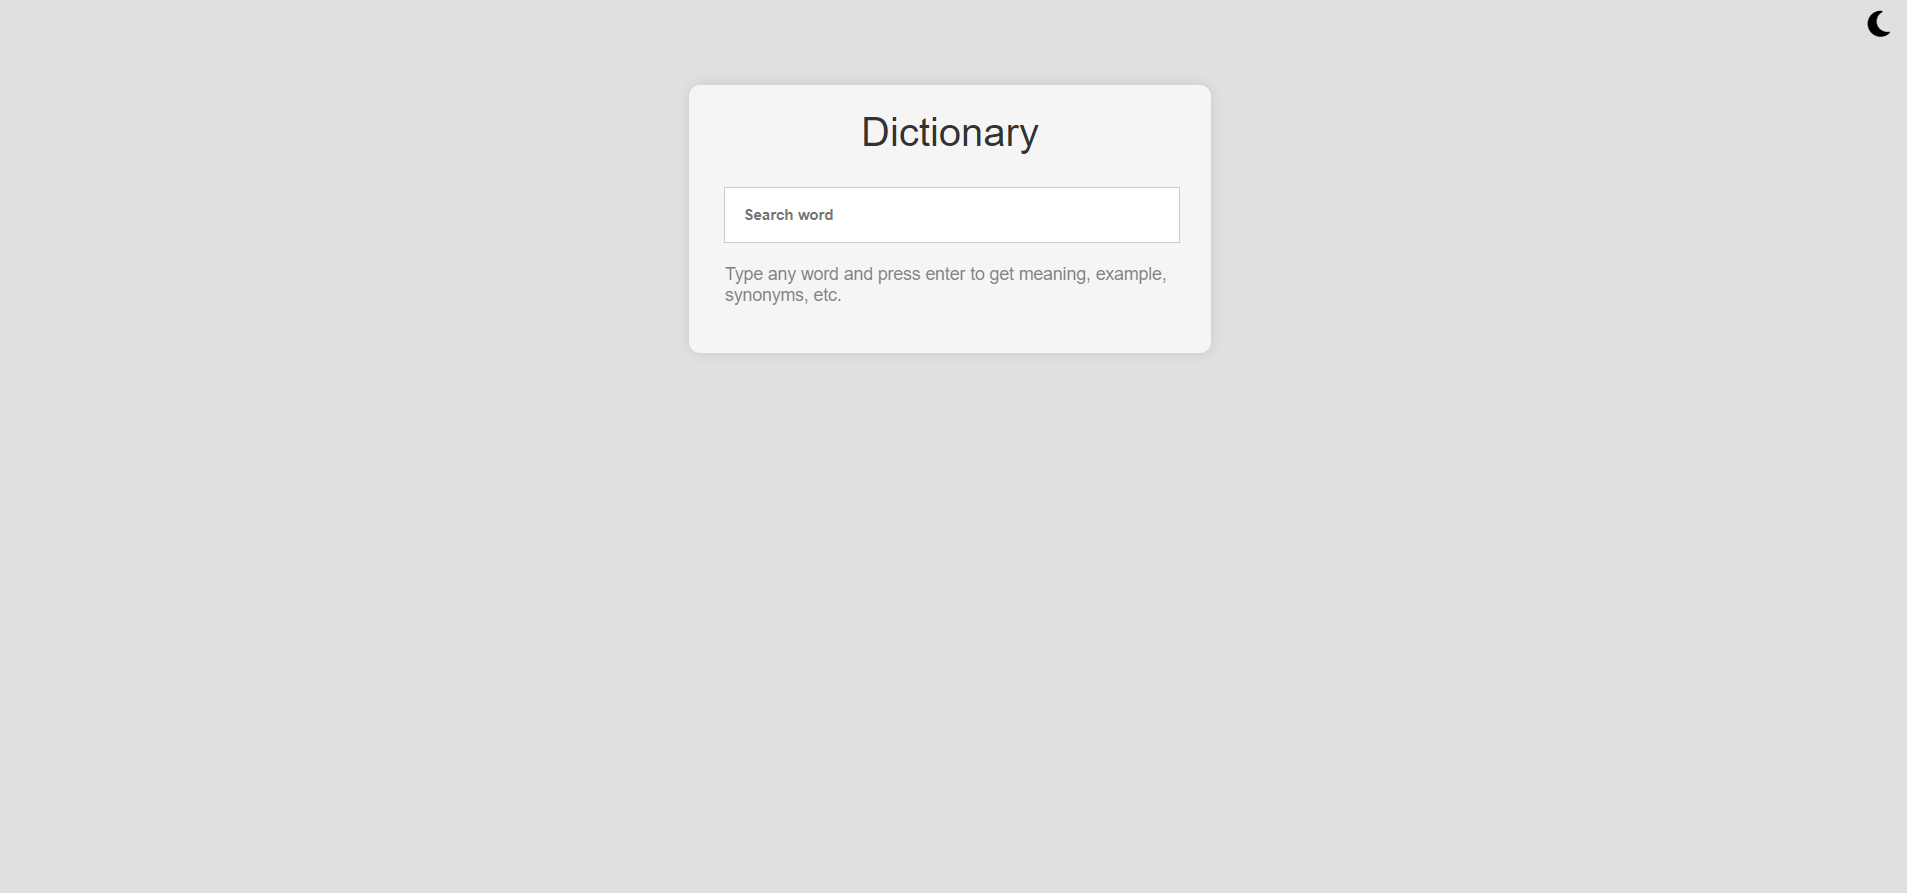 Dictionary
Search word
Type any word and press enter to get meaning, example,
synonyms, etc.